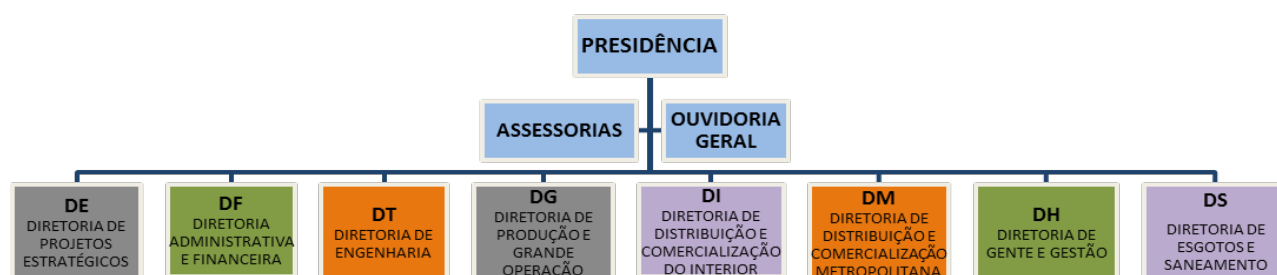 PRESIDÊNCIA
ASSESSORIAS
OUVIDORIA
GERAL
DE
DIRETORIA DE
PROJETOS
ESTRATÉGICOS
DF
DIRETORIA
ADMINISTRATIVA
E FINANCEIRA
DT
DIRETORIA DE
ENGENHARIA
DG
DIRETORIA DE
PRODUÇÃO E
GRANDE
OPERAÇÃO
DI
DIRETORIA DE
DISTRIBUIÇÃO E
COMERCIALIZAÇÃO
DO INTERIOR
DM
DIRETORIA DE
DISTRIBUIÇÃO E
COMERCIALIZAÇÃO
METROPOLITANA
DH
DIRETORIA DE
GENTE E GESTÃO
DS
DIRETORIA DE
ESGOTOS E
SANEAMENTO